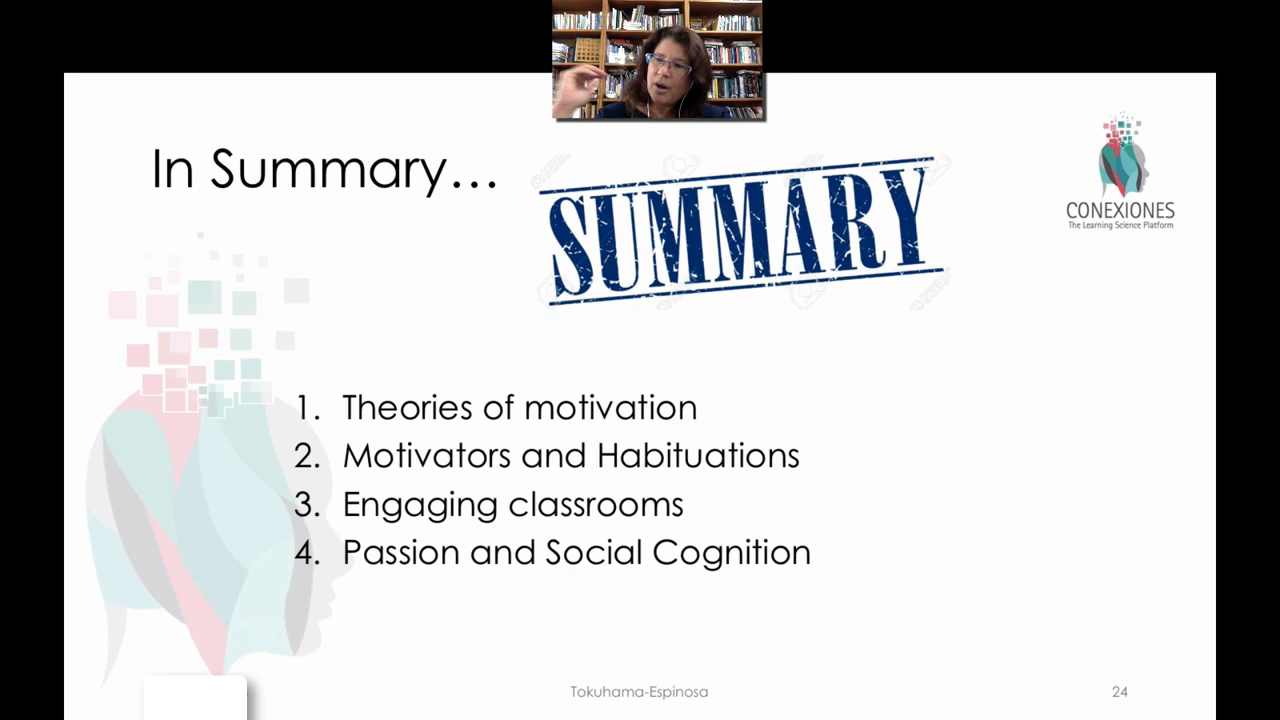 In Summary...
SUMMARY
CONEXIONES
The Learning Science Platform
1. Theories of motivation
2. Motivators and Habituations
3. Engaging classrooms
4. Passion and Social Cognition
Tokuhama-Espinosa
24